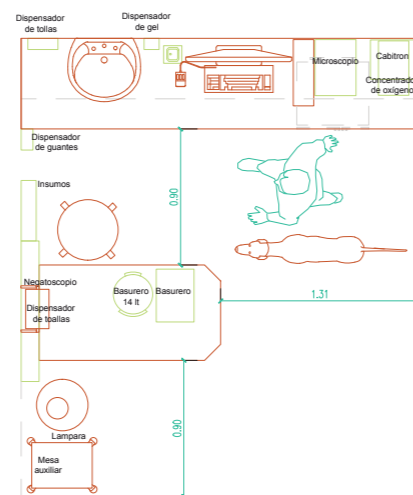 Dispensador
de tollas
Dispensador
de gel
Microscopio
Cabitron
Concentrador
de oxígeno
Dispensador
de guantes
Insumos
0.90
Negatoscopio
Dispensador
de toallas
Basurero
14 lt
Basurero
1.31
0.90
Lampara
Mesa
auxiliar